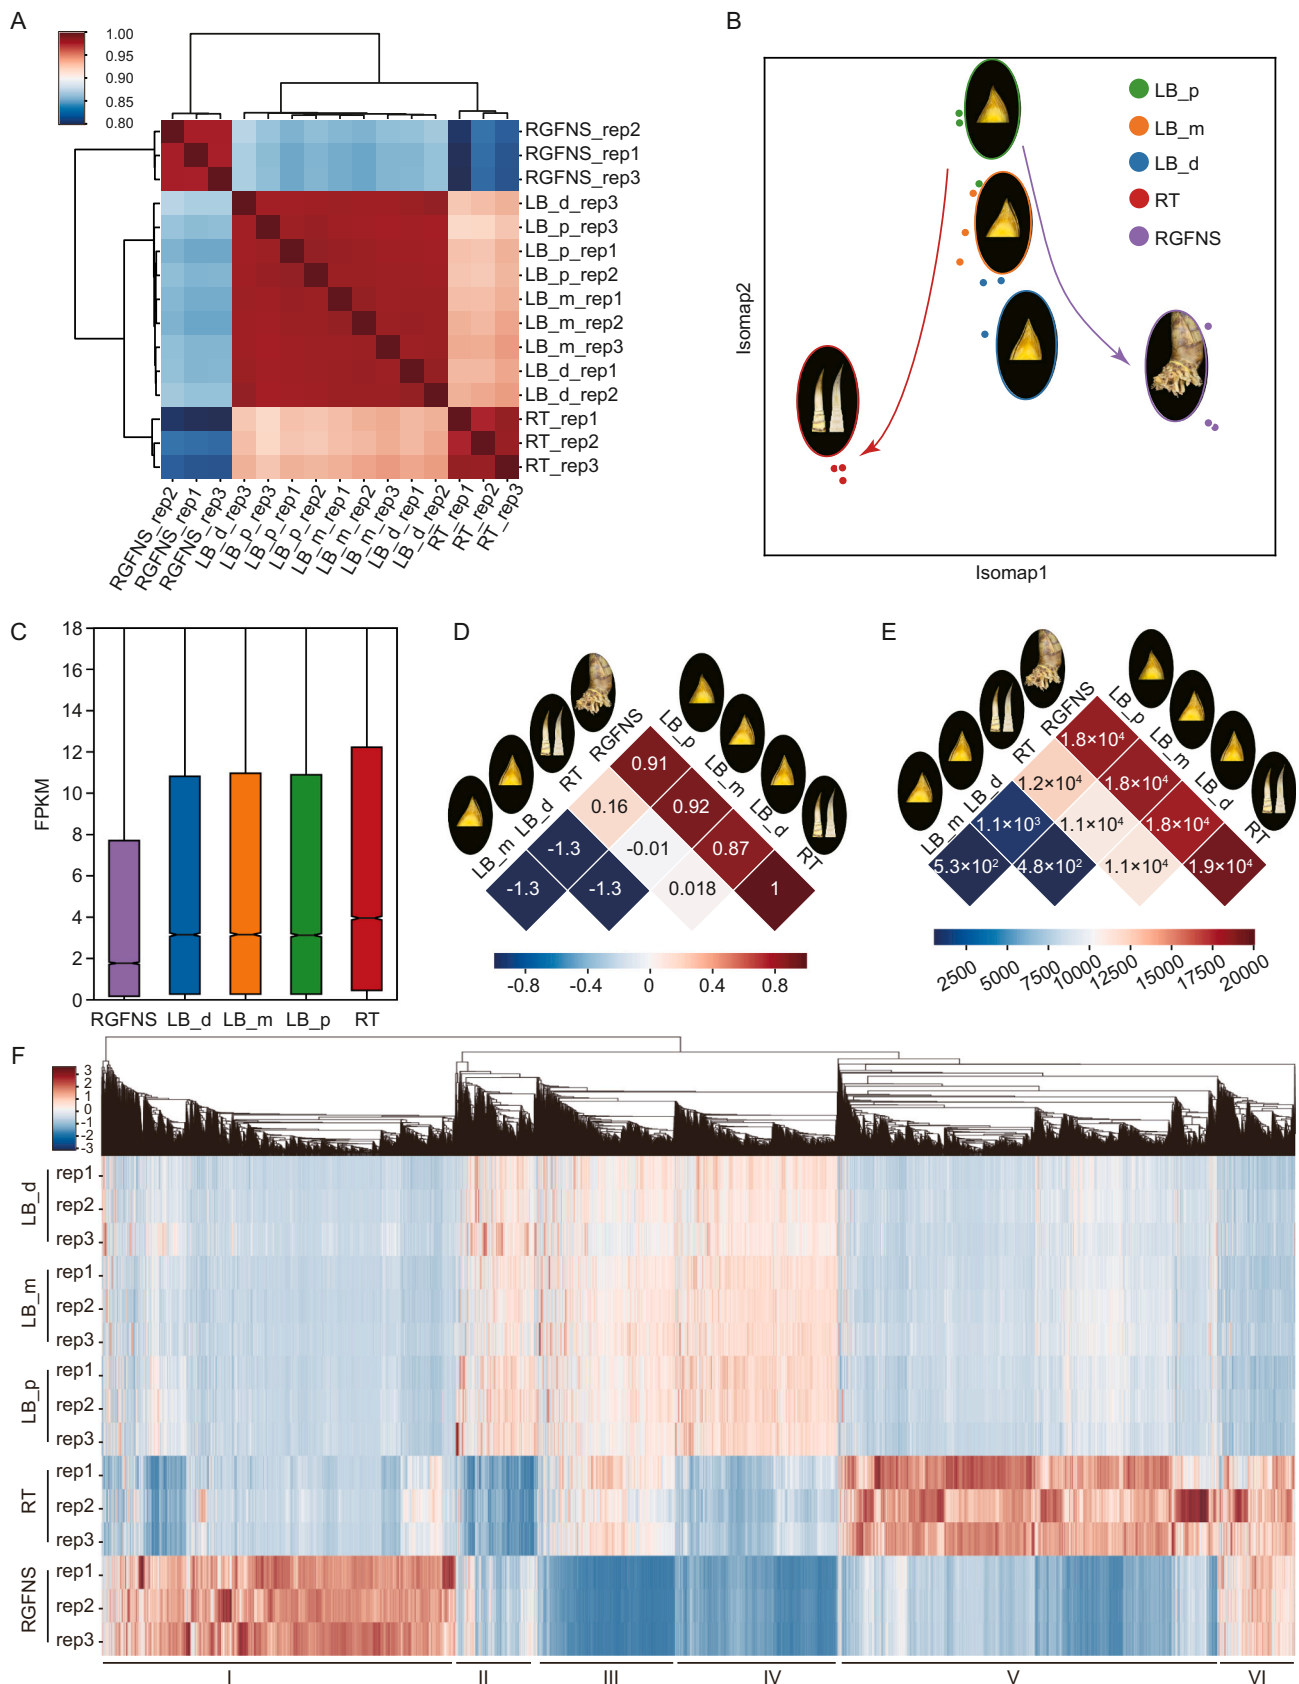 A
1.00
0.95
0.90
0.85
0.80
RGFNS_rep2
RGFNS_rep1
RGFNS_rep3
LB_d_rep3
LB_p_rep3
LB_p_rep1
LB_p_rep2
LB_m_rep1
LB_m_rep2
LB_m_rep3
LB_d_rep1
LB_d_rep2
RT_rep1
RT_rep2
RT_rep3
RGFNS_rep2
RGFNS_rep1
RGFNS_rep3
LB_d_rep3
LB_p_rep3
LB_p_rep1
LB_p_rep2
LB_m_rep1
LB_m_rep2
LB_m_rep3
LB_d_rep1
LB_d_rep2
RT_rep1
RT_rep2
RT_rep3
B
LB_p
LB_m
LB_d
RT
RGFNS
Isomap2
Isomap1
C
FPKM
18
16
14
12
10
8
6
4
2
0
RGFNS LB_d LB_m LB_p RT
D
LB_m LB_d RT RGFNS
LB_p LB_m LB_d RT
0.91
0.16 0.92
-1.3 -0.01 0.87
-1.3 -1.3 0.018 1
-0.8 -0.4 0 0.4 0.8
E
LB_m LB_d RT RGFNS
LB_p LB_m LB_d RT
1.8×10⁴
1.2×10⁴ 1.8×10⁴
1.1×10³ 1.1×10⁴ 1.8×10⁴
5.3×10² 4.8×10² 1.1×10⁴ 1.9×10⁴
2500 5000 7500 10000 12500 15000 17500 20000
F
3
2
1
0
-1
-2
-3
LB_d
rep1
rep2
rep3
LB_m
rep1
rep2
rep3
LB_p
rep1
rep2
rep3
RT
rep1
rep2
rep3
RGFNS
rep1
rep2
rep3
I II III IV V VI